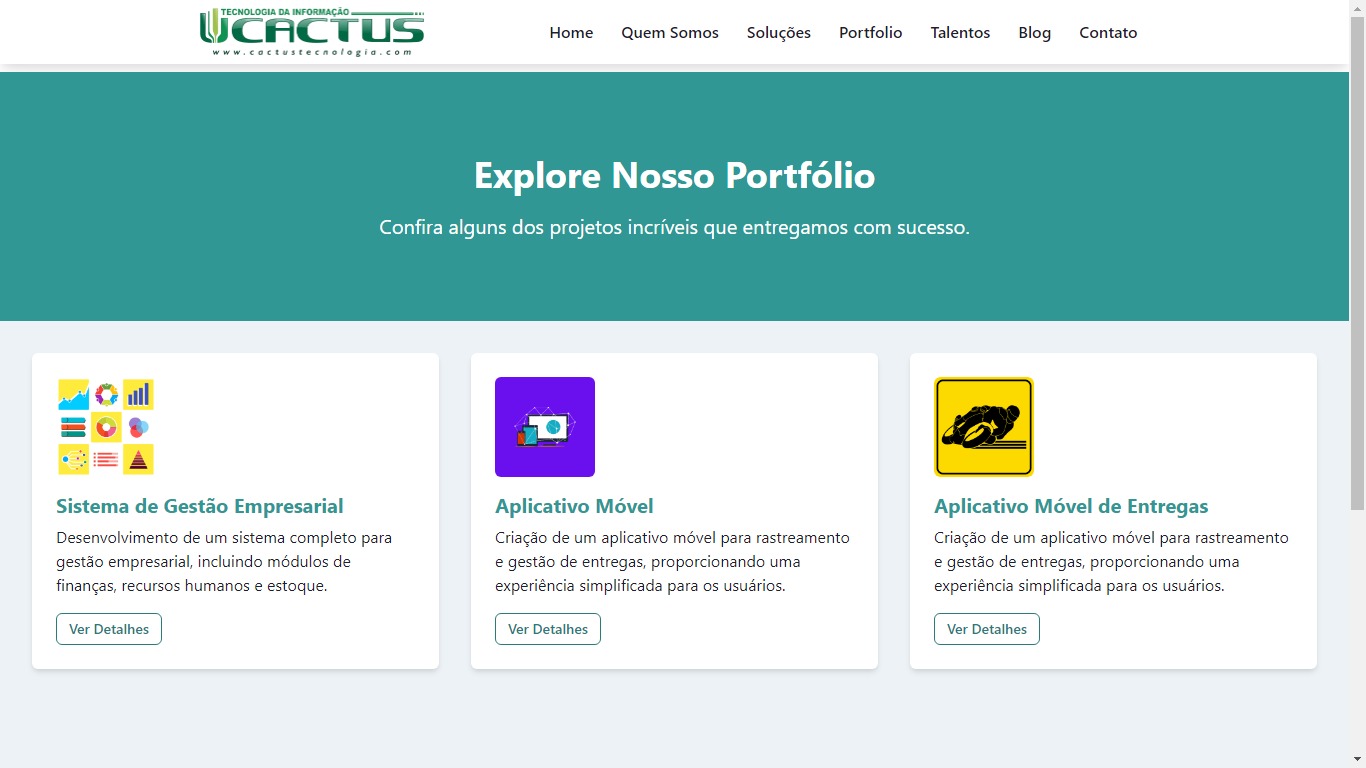 TECNOLOGIA DA INFORMAÇÃO
CACTUS
www.cactustecnologia.com
Home Quem Somos Soluções Portfolio Talentos Blog Contato
Explore Nosso Portfólio
Confira alguns dos projetos incríveis que entregamos com sucesso.
Sistema de Gestão Empresarial
Desenvolvimento de um sistema completo para
gestão empresarial, incluindo módulos de
finanças, recursos humanos e estoque.
Ver Detalhes
Aplicativo Móvel
Criação de um aplicativo móvel para rastreamento
e gestão de entregas, proporcionando uma
experiência simplificada para os usuários.
Ver Detalhes
Aplicativo Móvel de Entregas
Criação de um aplicativo móvel para rastreamento
e gestão de entregas, proporcionando uma
experiência simplificada para os usuários.
Ver Detalhes